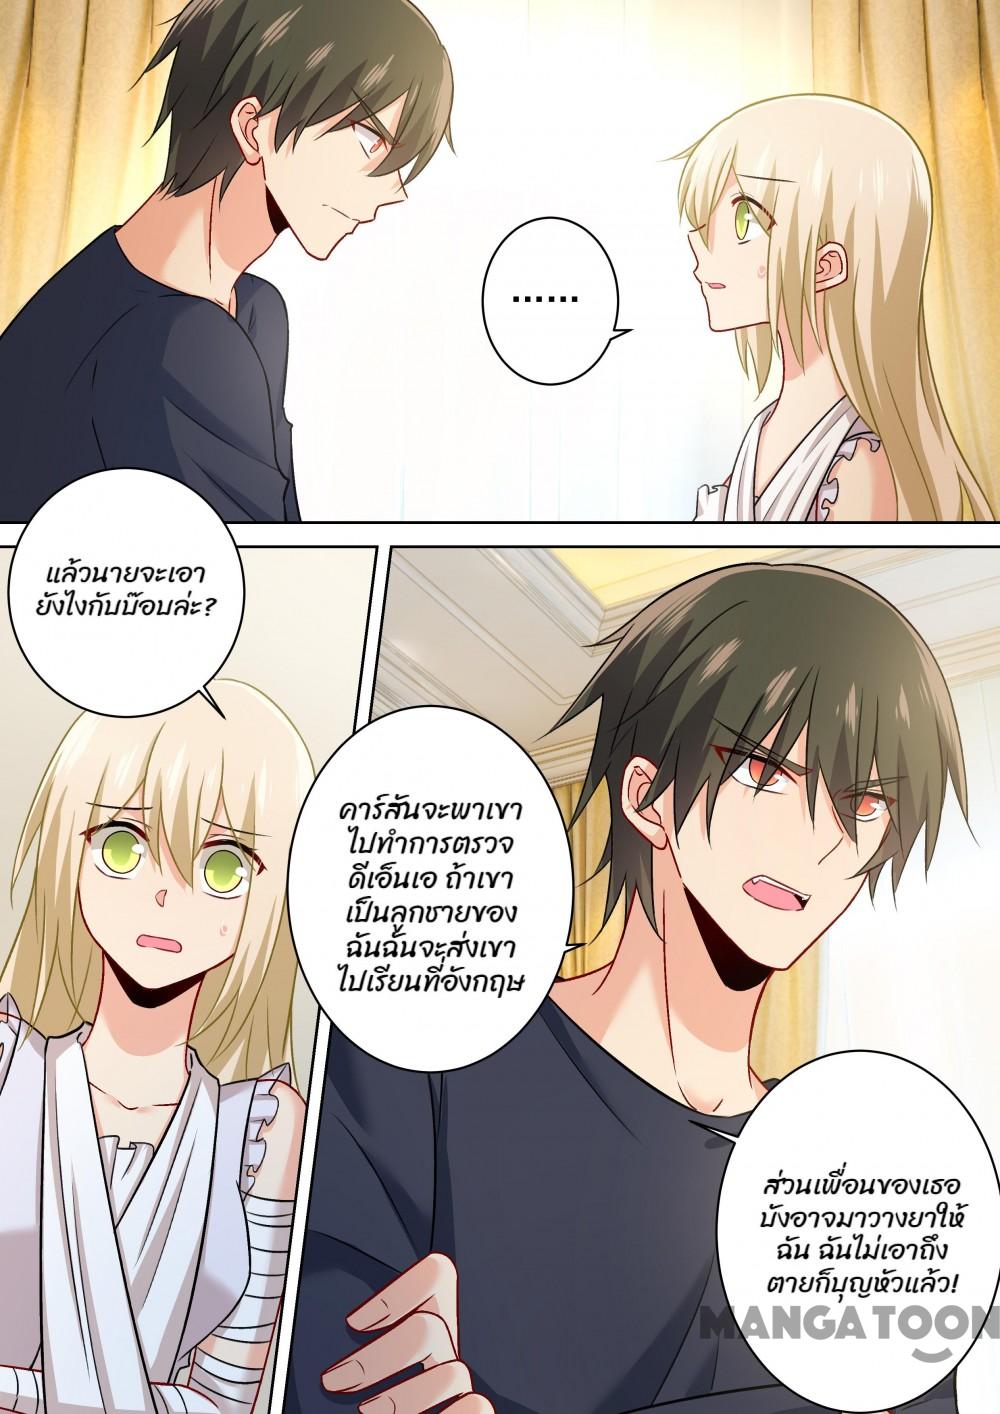 ......
แล้วนายจะเอา
ยังไงกับบ๊อบล่ะ?
คาร์สันจะพาเขา
ไปทำการตรวจ
ดีเอ็นเอ ถ้าเขา
เป็นลูกชายของ
ฉันฉันจะส่งเขา
ไปเรียนที่อังกฤษ
ส่วนเพื่อนของเธอ
บังอาจมาวางยาให้
ฉัน ฉันไม่เอาถึง
ตายก็บุญหัวแล้ว!
MANGATOON